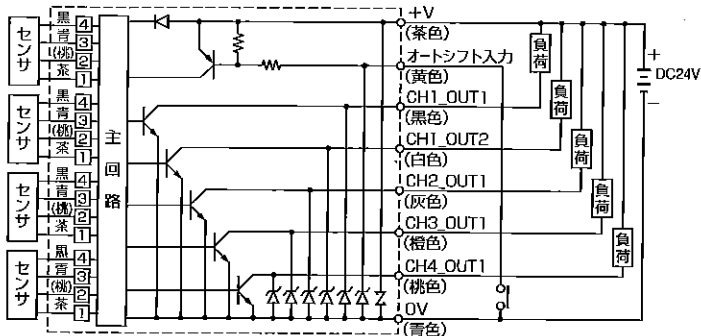 センサ
黒 4
青 3
(桃) 2
茶 1
センサ
黒 4
青 3
(桃) 2
茶 1
センサ
黒 4
青 3
(桃) 2
茶 1
センサ
黒 4
青 3
(桃) 2
茶 1
主回路
+V
(茶色)
オートシフト入力
(黄色)
CH1_OUT1
(黒色)
CH1_OUT2
(白色)
CH2_OUT1
(灰色)
CH3_OUT1
(橙色)
CH4_OUT1
(桃色)
0V
(青色)
負荷
負荷
負荷
負荷
負荷
+
DC24V
−